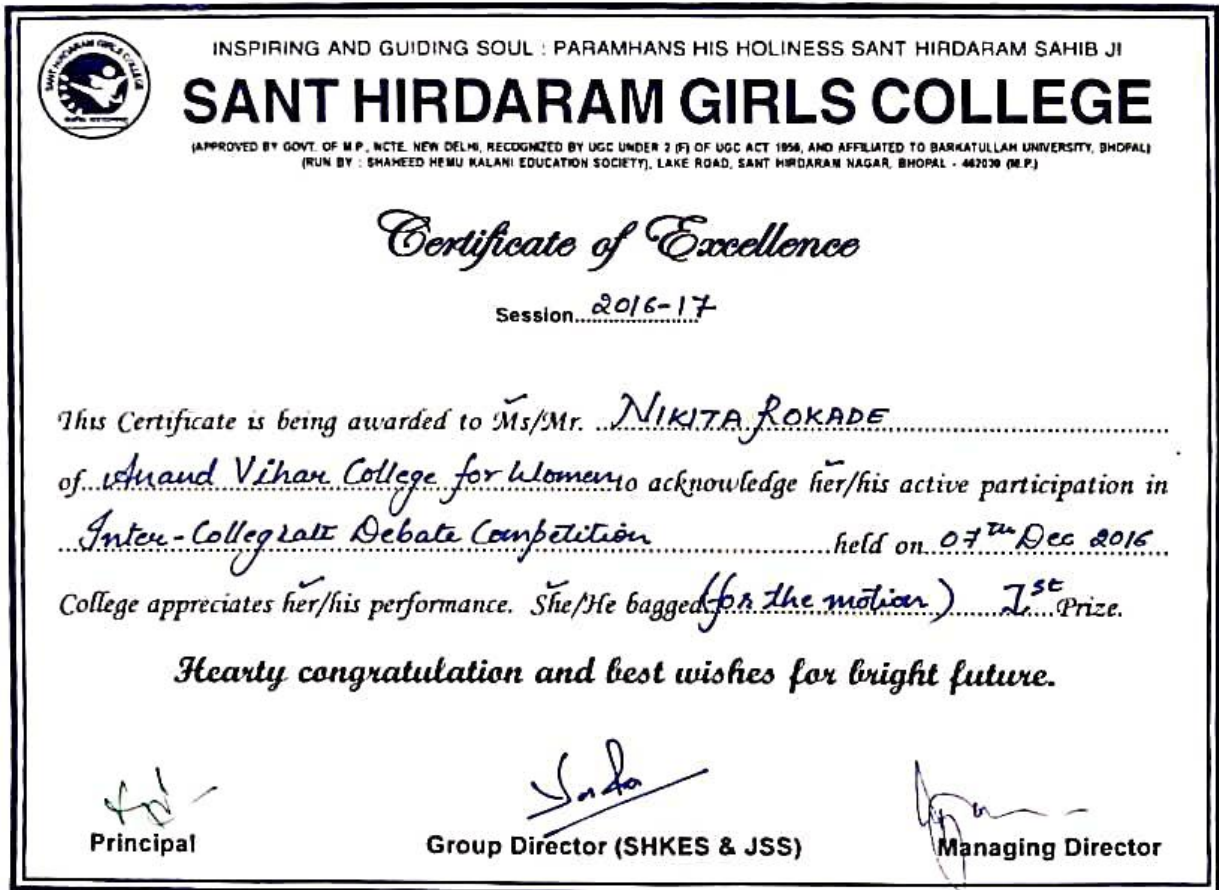 SANT HIRDARAM GIRLS COLLEGE
INSPIRING AND GUIDING SOUL : PARAMHANS HIS HOLINESS SANT HIRDARAM SAHIB JI
SANT HIRDARAM GIRLS COLLEGE
(APPROVED BY GOVT. OF M.P., NCTE. NEW DELHI, RECOGNIZED BY UGC UNDER 2 (F) OF UGC ACT 1956, AND AFFILIATED TO BARKATULLAH UNIVERSITY, BHOPAL)
(RUN BY : SHAHEED HEMU KALANI EDUCATION SOCIETY), LAKE ROAD, SANT HIRDARAM NAGAR, BHOPAL - 462030 (M.P.)
Certificate of Excellence
Session 2016-17
This Certificate is being awarded to Ms/Mr. NIKITA ROKADE
of Anand Vihar College for Women to acknowledge her/his active participation in
Inter-Collegiate Debate Competition held on 07th Dec 2016
College appreciates her/his performance. She/He bagged (for the motion) Ist Prize.
Hearty congratulation and best wishes for bright future.
Principal Group Director (SHKES & JSS) Managing Director